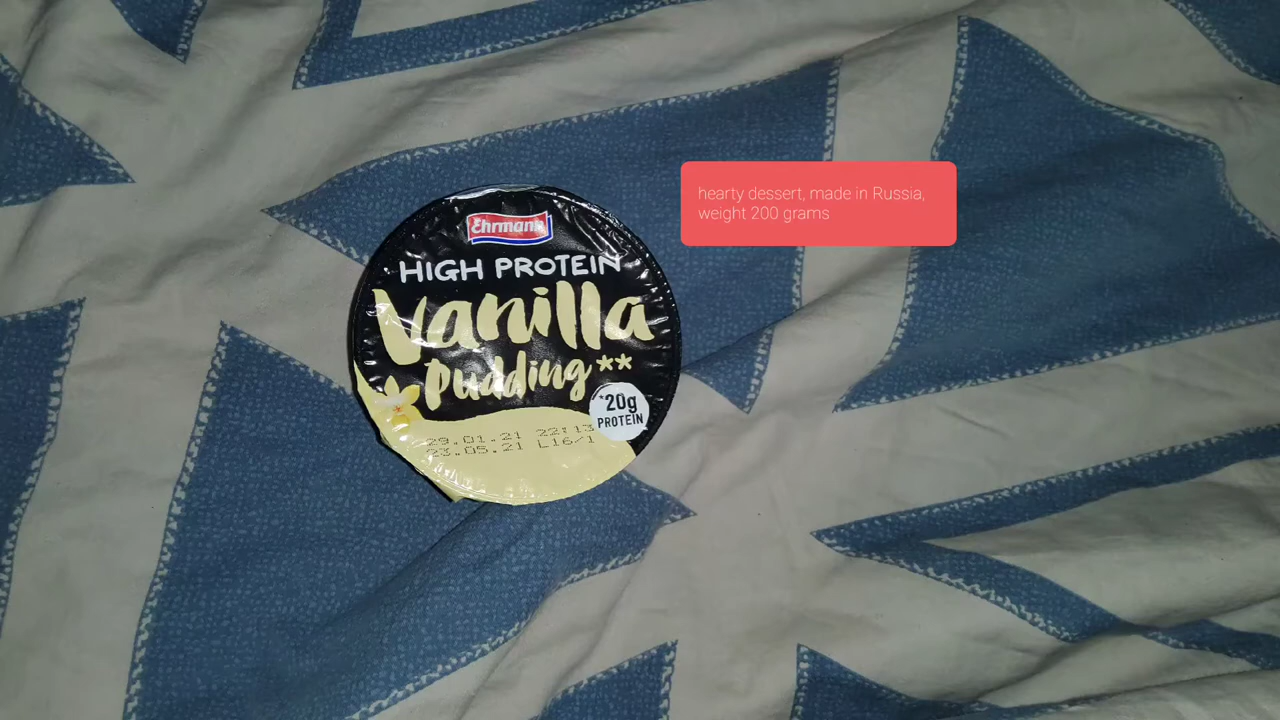 Ehrmann
HIGH PROTEIN
Vanilla
Pudding**
*20g
PROTEIN
29.01.21 22:13
23.05.21 L16/1
hearty dessert, made in Russia,
weight 200 grams